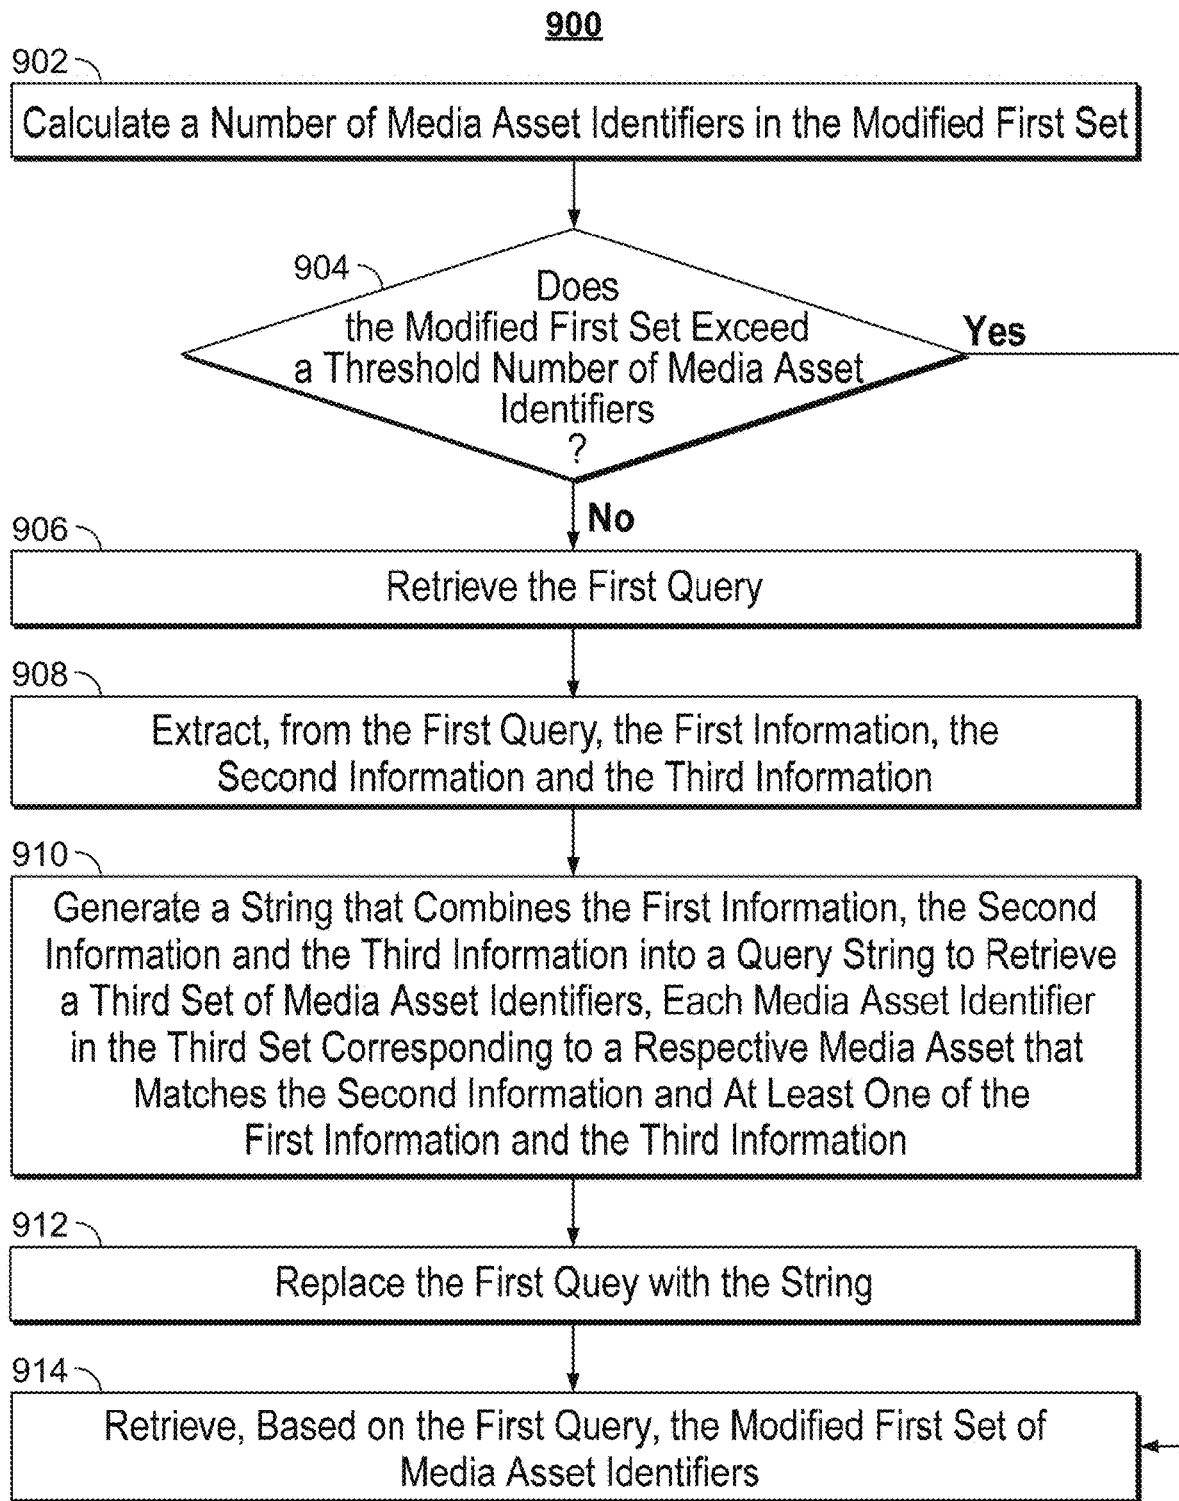 900
902
Calculate a Number of Media Asset Identifiers in the Modified First Set
904
Does
the Modified First Set Exceed
a Threshold Number of Media Asset
Identifiers
?
Yes
No
906
Retrieve the First Query
908
Extract, from the First Query, the First Information, the
Second Information and the Third Information
910
Generate a String that Combines the First Information, the Second
Information and the Third Information into a Query String to Retrieve
a Third Set of Media Asset Identifiers, Each Media Asset Identifier
in the Third Set Corresponding to a Respective Media Asset that
Matches the Second Information and At Least One of the
First Information and the Third Information
912
Replace the First Quey with the String
914
Retrieve, Based on the First Query, the Modified First Set of
Media Asset Identifiers